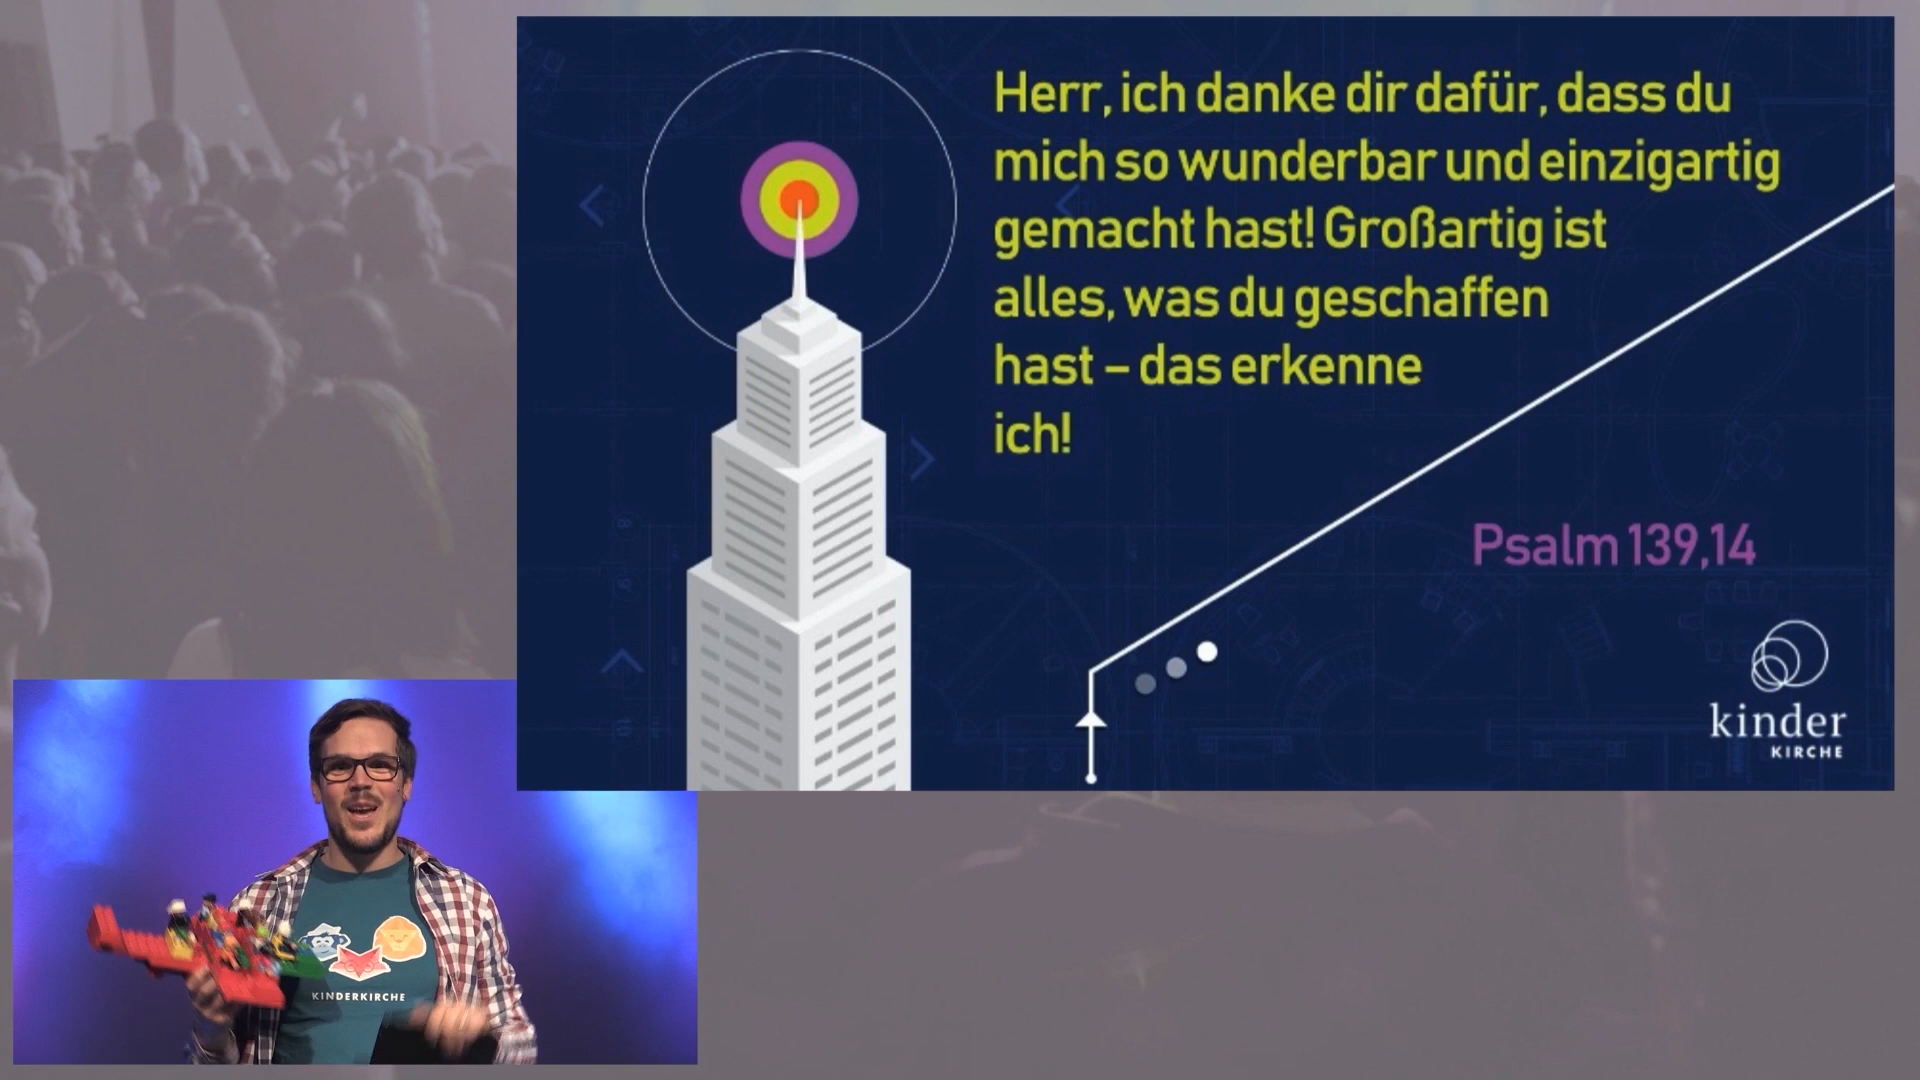 Herr, ich danke dir dafür, dass du
mich so wunderbar und einzigartig
gemacht hast! Großartig ist
alles, was du geschaffen
hast – das erkenne
ich!
Psalm 139,14
kinder
KIRCHE
KINDERKIRCHE